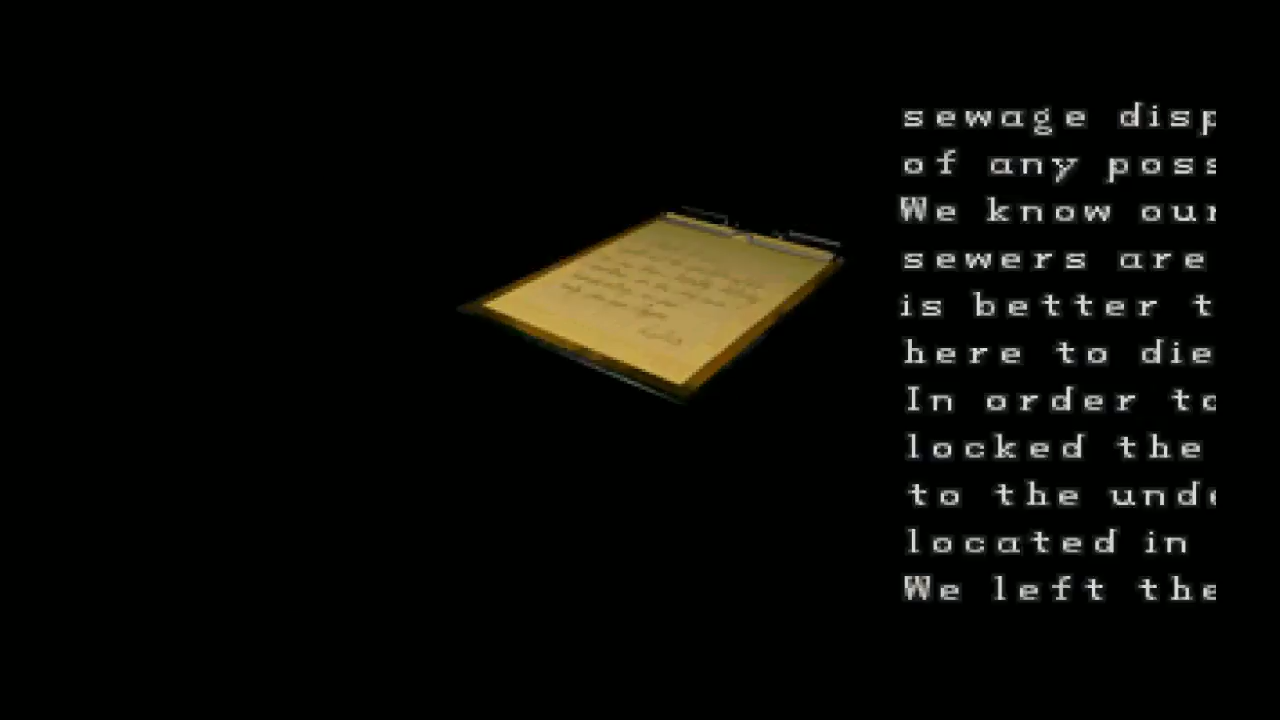 sewage disp
of any poss
We know our
sewers are
is better t
here to die
In order to
locked the
to the unde
located in
We left the